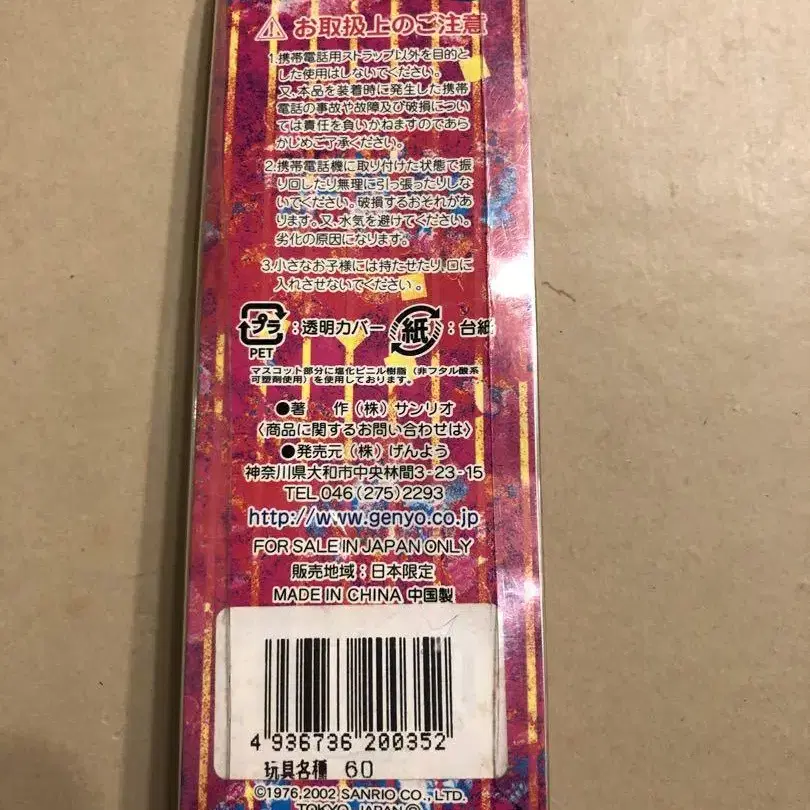 ⚠ お取扱上のご注意
1.携帯電話用ストラップ以外を目的と
した使用はしないでください。
又、本品を装着時に発生した携帯
電話の事故や故障及び破損につい
ては責任を負いかねますのであら
かじめご了承ください。
2.携帯電話機に取り付けた状態で振
り回したり無理に引っ張ったりしな
いでください。破損するおそれがあ
ります。又、水気を避けてください。
劣化の原因になります。
3.小さなお子様には持たせたり、口に
入れさせないでください。
プラ :透明カバー 紙 :台紙
PET
マスコット部分に塩化ビニル樹脂(非フタル酸系
可塑剤使用)を使用しております。
●著 作(株)サンリオ
〈商品に関するお問い合わせは〉
●発売元(株)げんよう
神奈川県大和市中央林間3-23-15
TEL 046(275)2293
http://www.genyo.co.jp
FOR SALE IN JAPAN ONLY
販売地域:日本限定
MADE IN CHINA 中国製
4 936736 200352
玩具各種 60
©1976,2002 SANRIO CO., LTD.
TOKYO, JAPAN